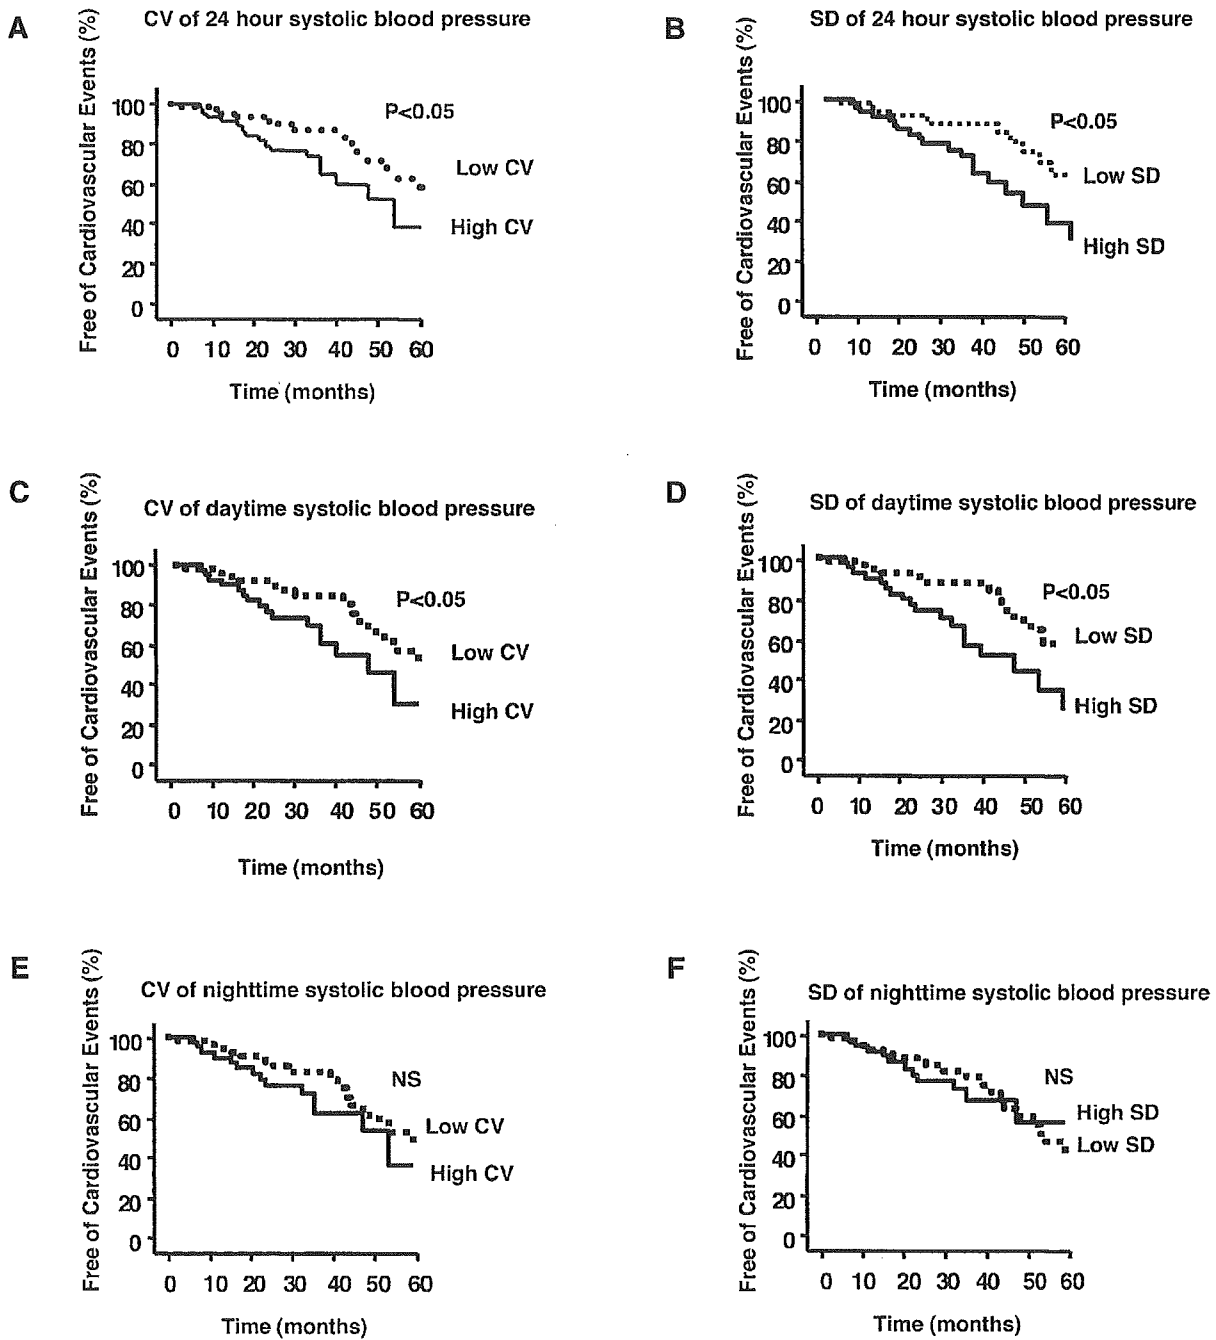 A
CV of 24 hour systolic blood pressure
Free of Cardiovascular Events (%)
100
80
60
40
20
0
P<0.05
Low CV
High CV
0 10 20 30 40 50 60
Time (months)
B
SD of 24 hour systolic blood pressure
Free of Cardiovascular Events (%)
100
80
60
40
20
0
P<0.05
Low SD
High SD
0 10 20 30 40 50 60
Time (months)
C
CV of daytime systolic blood pressure
Free of Cardiovascular Events (%)
100
80
60
40
20
0
P<0.05
Low CV
High CV
0 10 20 30 40 50 60
Time (months)
D
SD of daytime systolic blood pressure
Free of Cardiovascular Events (%)
100
80
60
40
20
0
P<0.05
Low SD
High SD
0 10 20 30 40 50 60
Time (months)
E
CV of nighttime systolic blood pressure
Free of Cardiovascular Events (%)
100
80
60
40
20
0
NS
Low CV
High CV
0 10 20 30 40 50 60
Time (months)
F
SD of nighttime systolic blood pressure
Free of Cardiovascular Events (%)
100
80
60
40
20
0
NS
High SD
Low SD
0 10 20 30 40 50 60
Time (months)